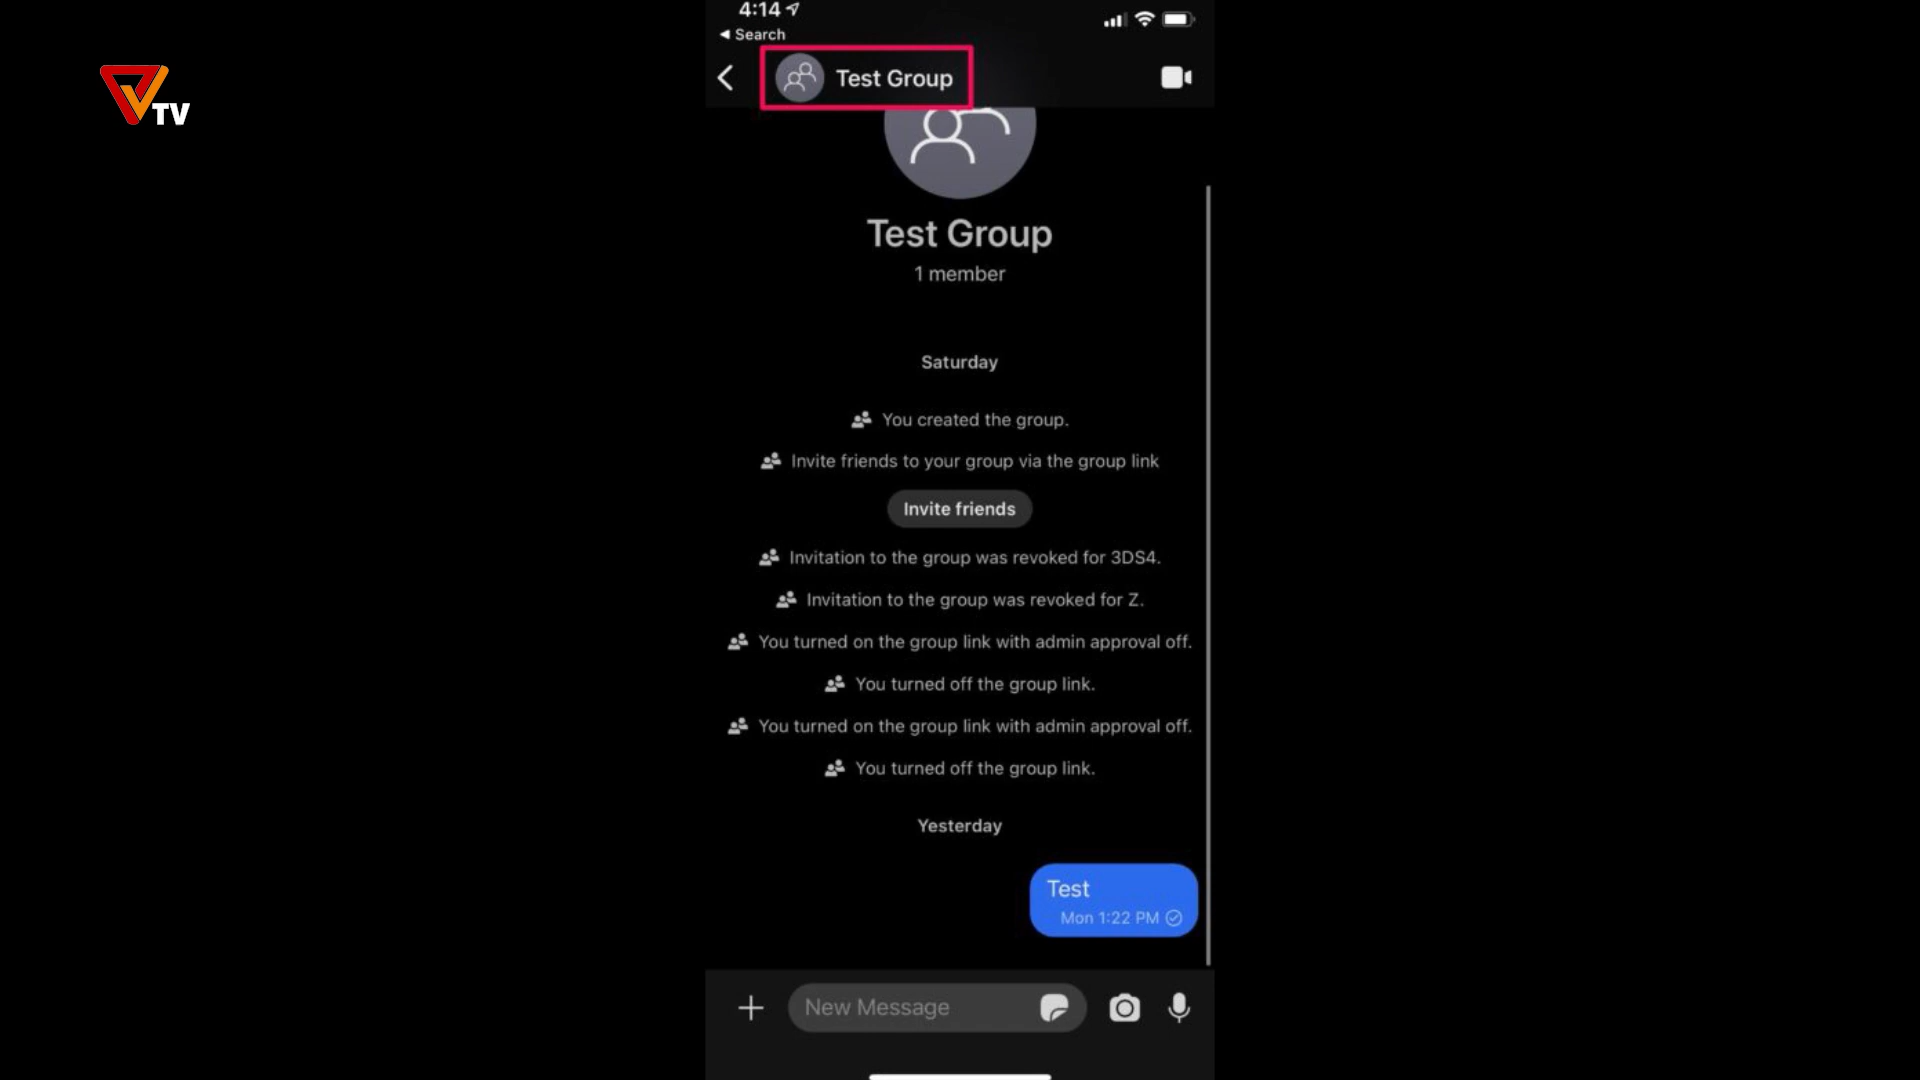 4:14
Search
TV
Test Group
Test Group
1 member
Saturday
You created the group.
Invite friends to your group via the group link
Invite friends
Invitation to the group was revoked for 3DS4.
Invitation to the group was revoked for Z.
You turned on the group link with admin approval off.
You turned off the group link.
You turned on the group link with admin approval off.
You turned off the group link.
Yesterday
Test
Mon 1:22 PM
New Message